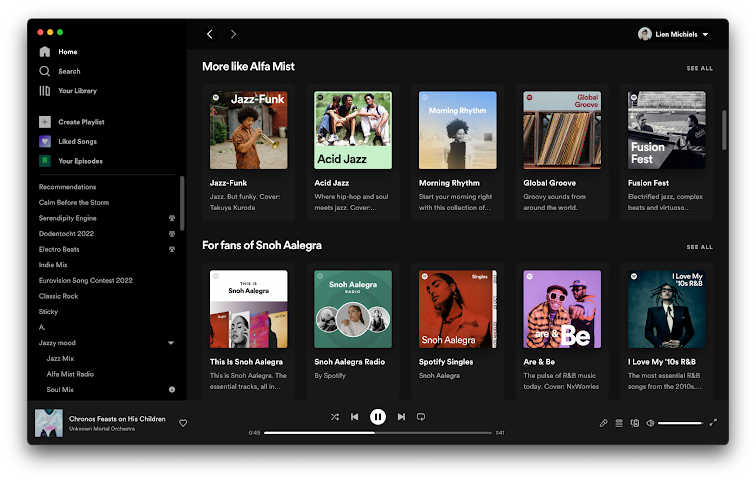 Home
Search
Your Library
Create Playlist
Liked Songs
Your Episodes
Recommendations
Calm Before the Storm
Serendipity Engine
Dodentocht 2022
Electro Beats
Indie Mix
Eurovision Song Contest 2022
Classic Rock
Sticky
A.
Jazzy mood
Jazz Mix
Alfa Mist Radio
Soul Mix
Lien Michiels
More like Alfa Mist
SEE ALL
Jazz-Funk
Acid Jazz
Morning Rhythm
Global
Groove
Fusion
Fest
Jazz-Funk
Jazz. But funky. Cover:
Takuya Kuroda
Acid Jazz
Where hip-hop and soul
meets jazz. Cover:...
Morning Rhythm
Start your morning right
with this collection of...
Global Groove
Groovy sounds from
around the world.
Fusion Fest
Electrified jazz, complex
beats and virtuoso...
For fans of Snoh Aalegra
SEE ALL
THIS IS
Snoh Aalegra
Snoh Aalegra
RADIO
Singles
Snoh Aalegra
are & Be
I Love My
'10s R&B
This Is Snoh Aalegra
This is Snoh Aalegra. The
essential tracks, all in...
Snoh Aalegra Radio
By Spotify
Spotify Singles
Snoh Aalegra
Are & Be
The pulse of R&B music
today. Cover: NxWorries
I Love My '10s R&B
The most essential R&B
songs from the 2010s....
Chronos Feasts on His Children
Unknown Mortal Orchestra
0:49
1:41